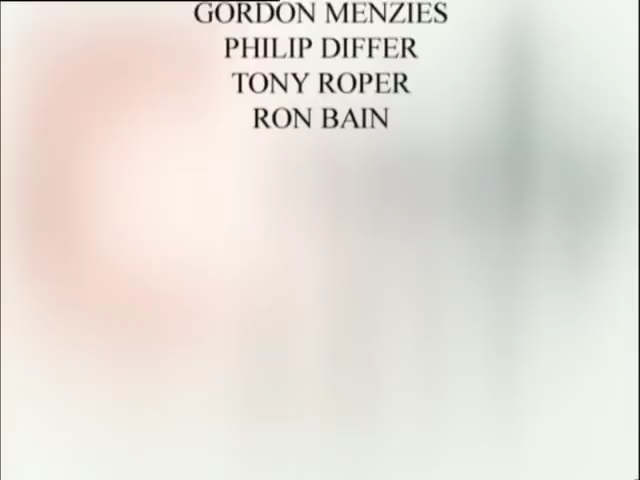 GORDON MENZIES
PHILIP DIFFER
TONY ROPER
RON BAIN